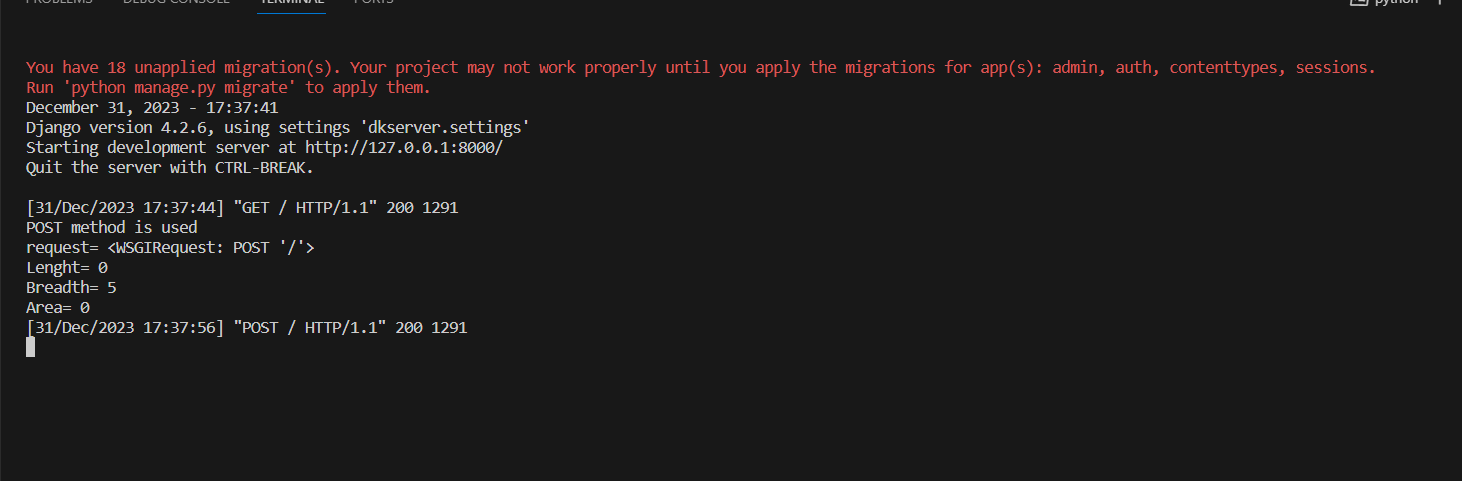 PROBLEMS DEBUG CONSOLE TERMINAL PORTS python
You have 18 unapplied migration(s). Your project may not work properly until you apply the migrations for app(s): admin, auth, contenttypes, sessions.
Run 'python manage.py migrate' to apply them.
December 31, 2023 - 17:37:41
Django version 4.2.6, using settings 'dkserver.settings'
Starting development server at http://127.0.0.1:8000/
Quit the server with CTRL-BREAK.
[31/Dec/2023 17:37:44] "GET / HTTP/1.1" 200 1291
POST method is used
request= <WSGIRequest: POST '/'>
Lenght= 0
Breadth= 5
Area= 0
[31/Dec/2023 17:37:56] "POST / HTTP/1.1" 200 1291